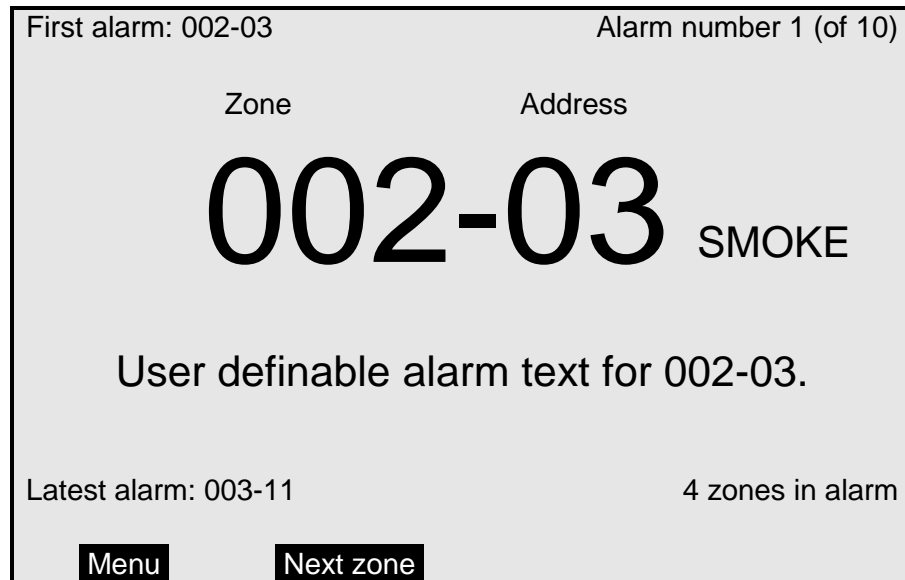 First alarm: 002-03 Alarm number 1 (of 10)
Zone Address
002-03 SMOKE
User definable alarm text for 002-03.
Latest alarm: 003-11 4 zones in alarm
Menu Next zone